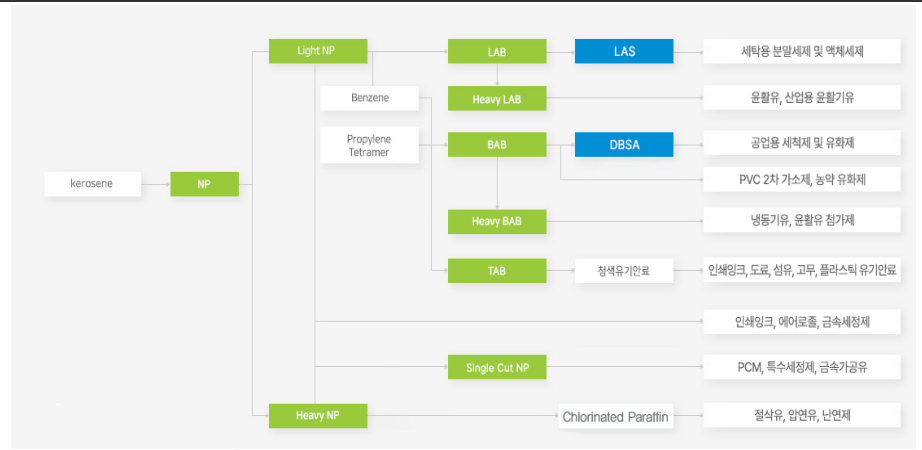 Light NP
LAB
LAS
세탁용 분말세제 및 액체세제
Benzene
Heavy LAB
윤활유, 산업용 윤활기유
Propylene
Tetramer
BAB
DBSA
공업용 세척제 및 유화제
kerosene
NP
PVC 2차 가소제, 농약 유화제
Heavy BAB
냉동기유, 윤활유 첨가제
TAB
청색유기안료
인쇄잉크, 도료, 섬유, 고무, 플라스틱 유기안료
인쇄잉크, 에어로졸, 금속세정제
Single Cut NP
PCM, 특수세정제, 금속가공유
Heavy NP
Chlorinated Paraffin
절삭유, 압연유, 난연제